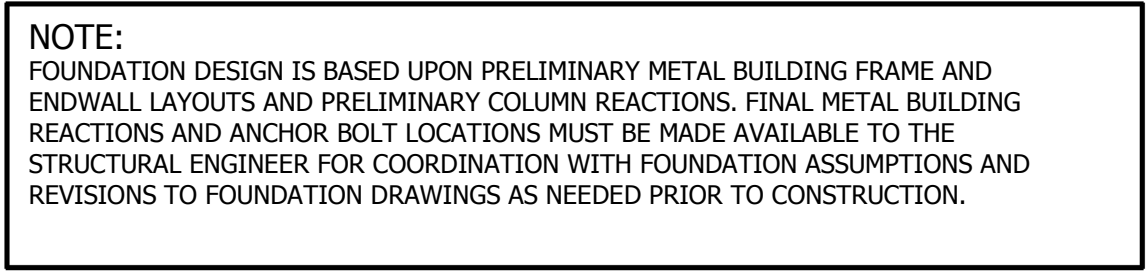 NOTE:
FOUNDATION DESIGN IS BASED UPON PRELIMINARY METAL BUILDING FRAME AND
ENDWALL LAYOUTS AND PRELIMINARY COLUMN REACTIONS. FINAL METAL BUILDING
REACTIONS AND ANCHOR BOLT LOCATIONS MUST BE MADE AVAILABLE TO THE
STRUCTURAL ENGINEER FOR COORDINATION WITH FOUNDATION ASSUMPTIONS AND
REVISIONS TO FOUNDATION DRAWINGS AS NEEDED PRIOR TO CONSTRUCTION.